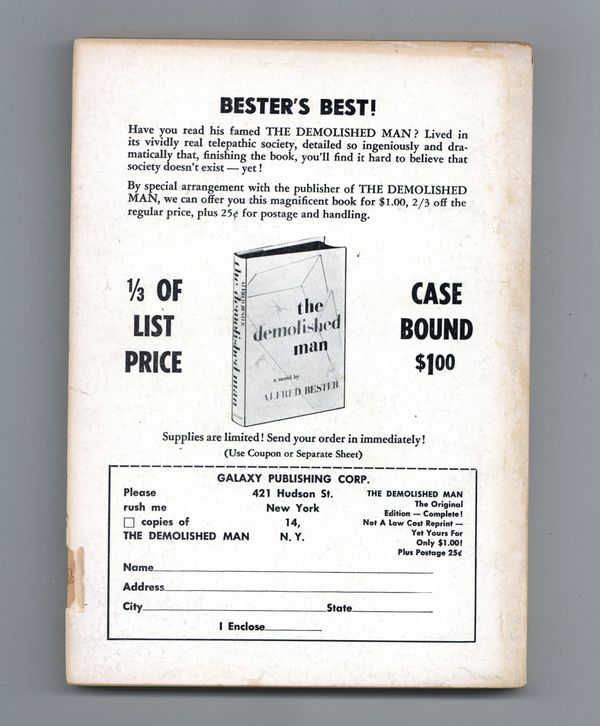 BESTER'S BEST!
Have you read his famed THE DEMOLISHED MAN? Lived in
its vividly real telepathic society, detailed so ingeniously and dra-
matically that, finishing the book, you'll find it hard to believe that
society doesn't exist — yet!
By special arrangement with the publisher of THE DEMOLISHED
MAN, we can offer you this magnificent book for $1.00, 2/3 off the
regular price, plus 25¢ for postage and handling.
1/3 OF
LIST
PRICE
ALFRED BESTER
the demolished man
the
demolished
man
a novel by
ALFRED BESTER
CASE
BOUND
$1.00
Supplies are limited! Send your order in immediately!
(Use Coupon or Separate Sheet)
GALAXY PUBLISHING CORP.
421 Hudson St.
New York
14,
N. Y.
Please
rush me
copies of
THE DEMOLISHED MAN
THE DEMOLISHED MAN
The Original
Edition — Complete!
Not A Low Cost Reprint —
Yet Yours For
Only $1.00!
Plus Postage 25¢
Name
Address
City State
I Enclose